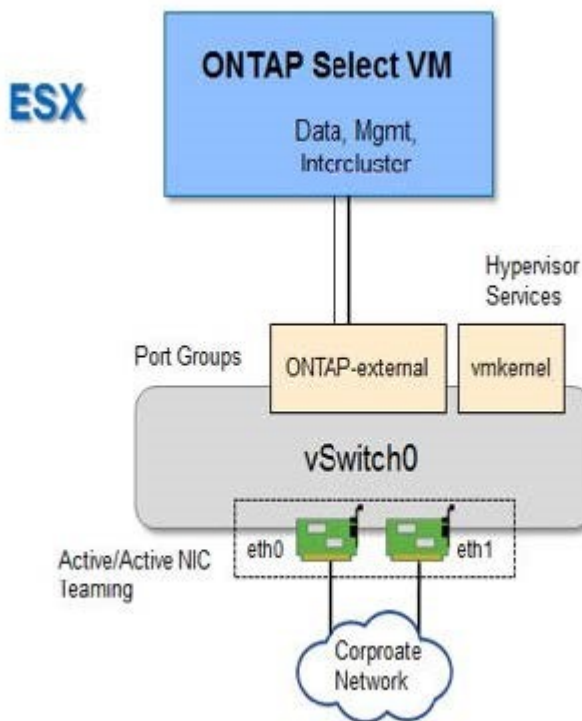 ESX
ONTAP Select VM
Data, Mgmt,
Intercluster
Hypervisor
Services
Port Groups
ONTAP-external
vmkernel
vSwitch0
eth0
eth1
Active/Active NIC
Teaming
Corproate
Network